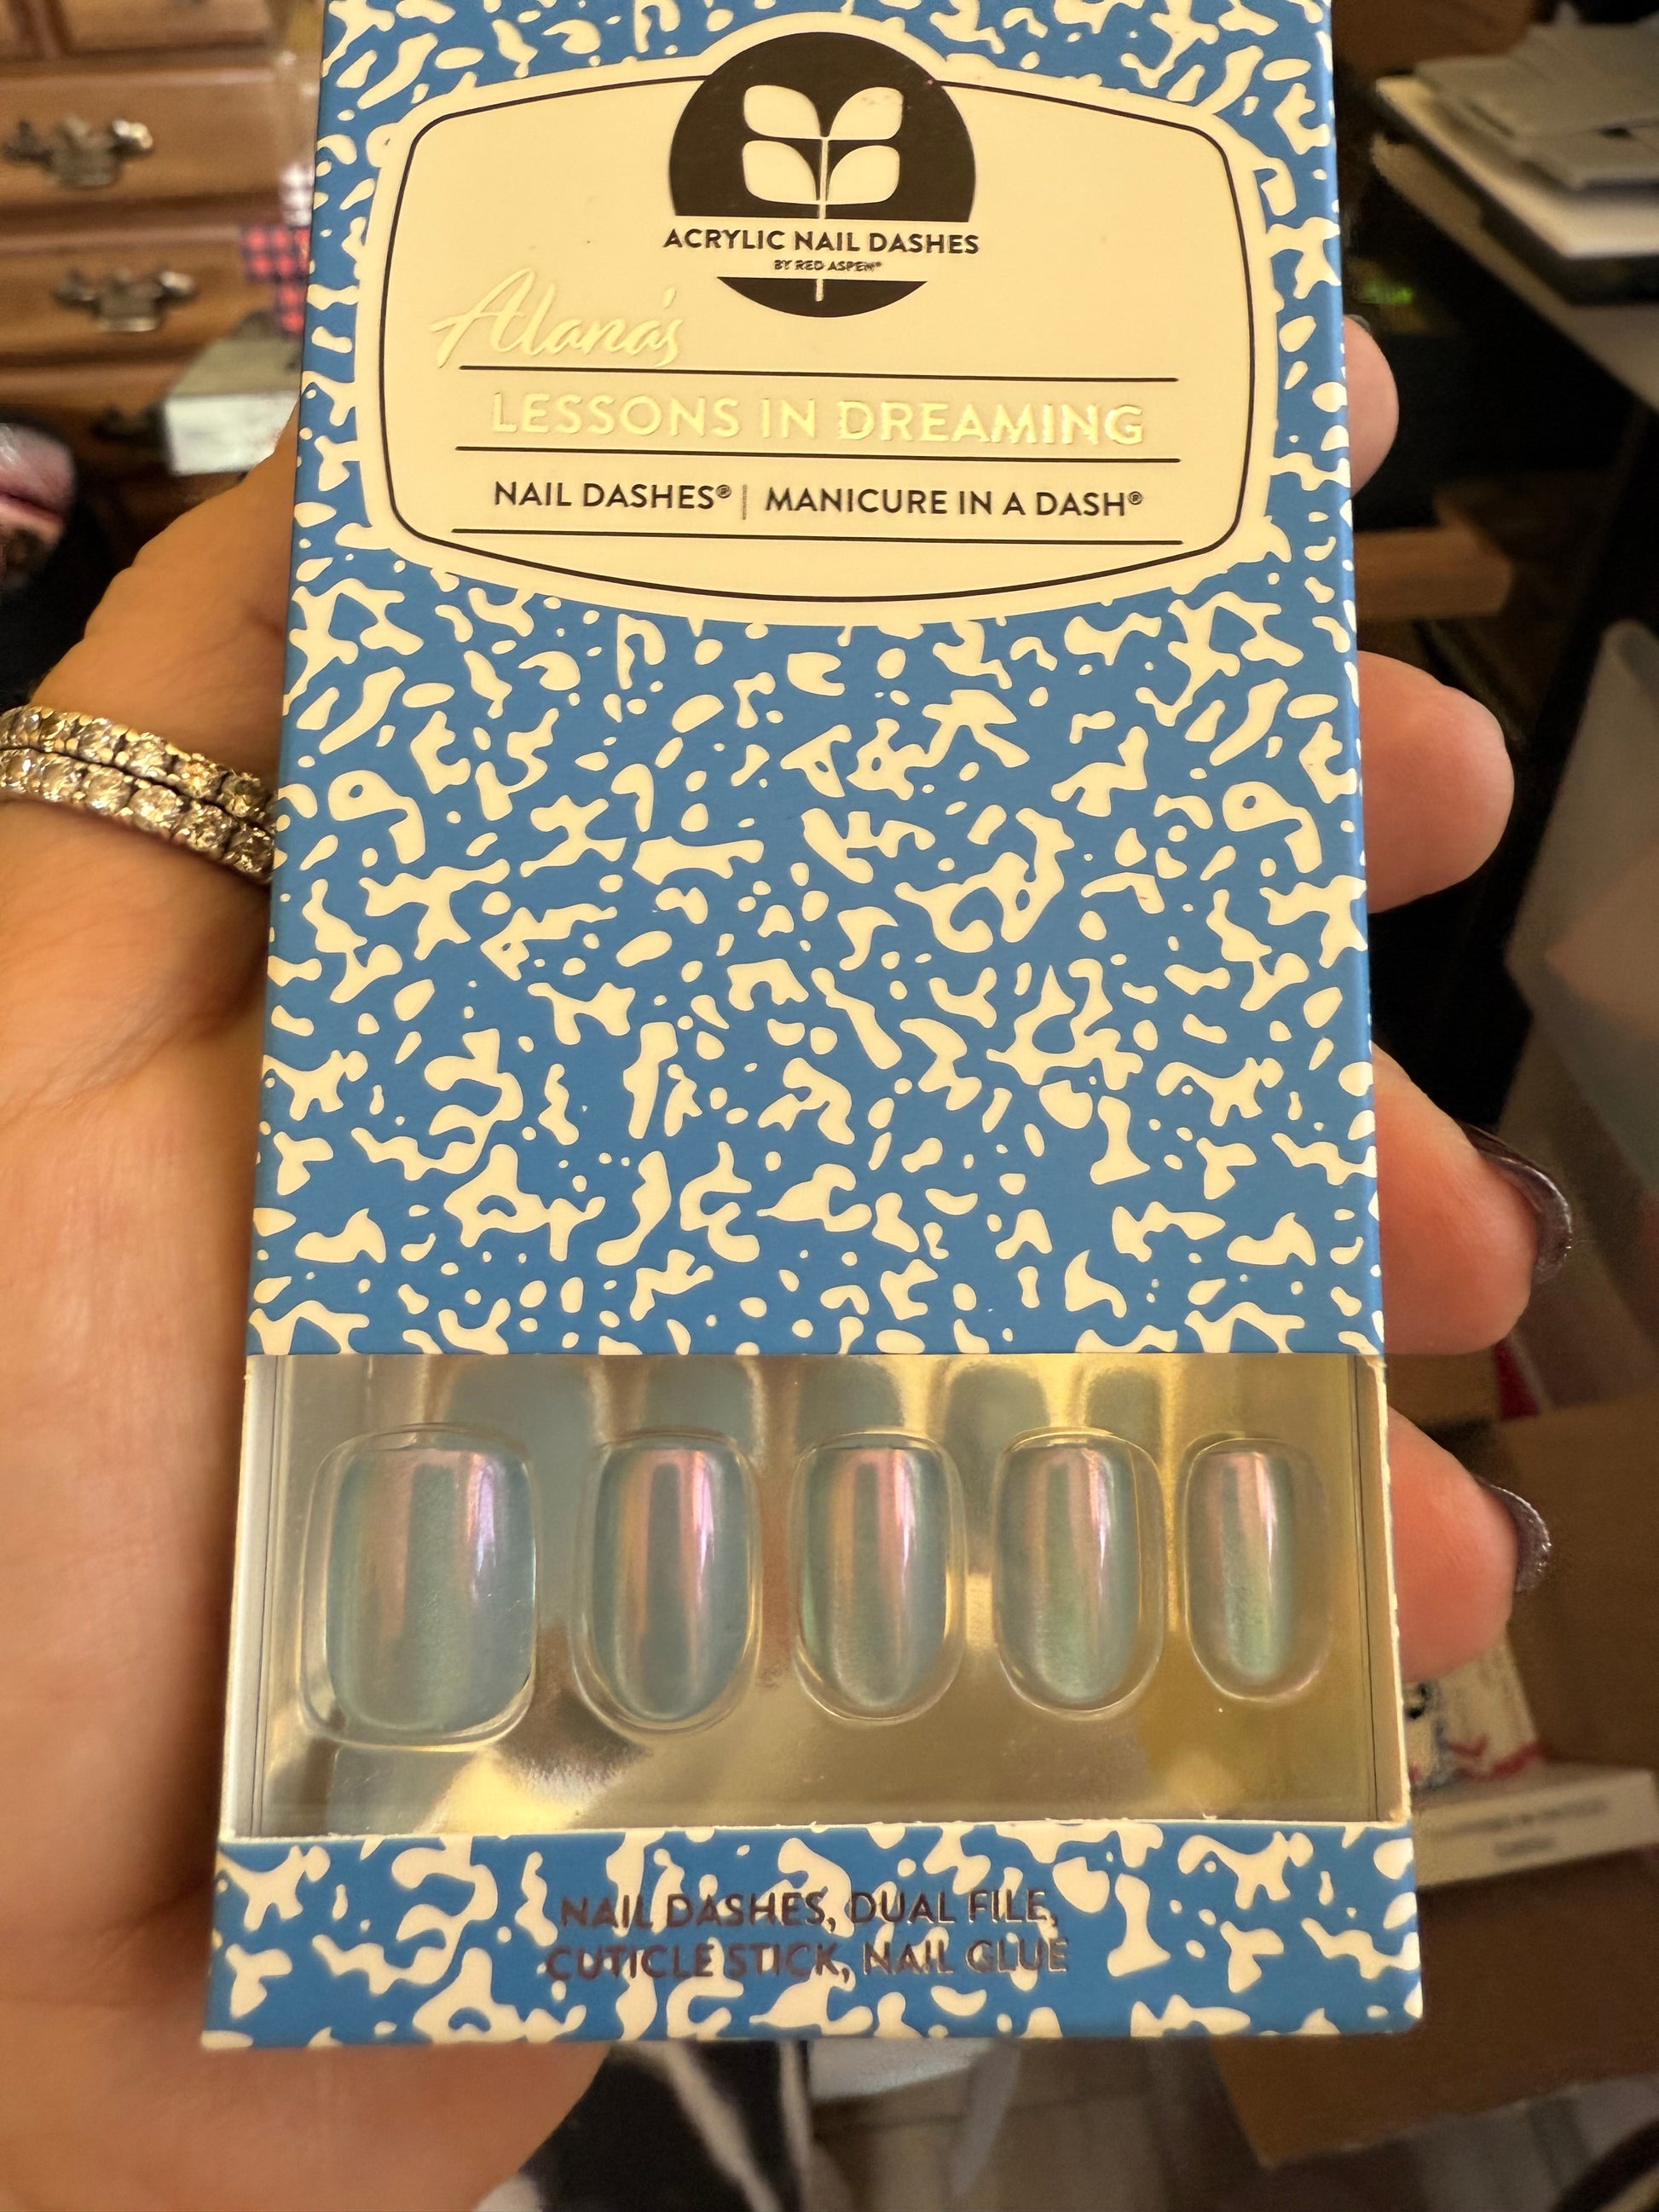 ACRYLIC NAIL DASHES
BY RED ASPEN®
Alana's
LESSONS IN DREAMING
NAIL DASHES® | MANICURE IN A DASH®
NAIL DASHES, DUAL FILE,
CUTICLE STICK, NAIL GLUE